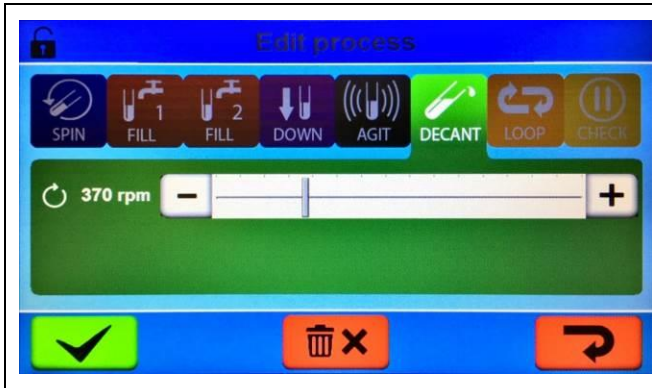 Edit process
SPIN
1
FILL
2
FILL
DOWN
AGIT
DECANT
LOOP
CHECK
370 rpm